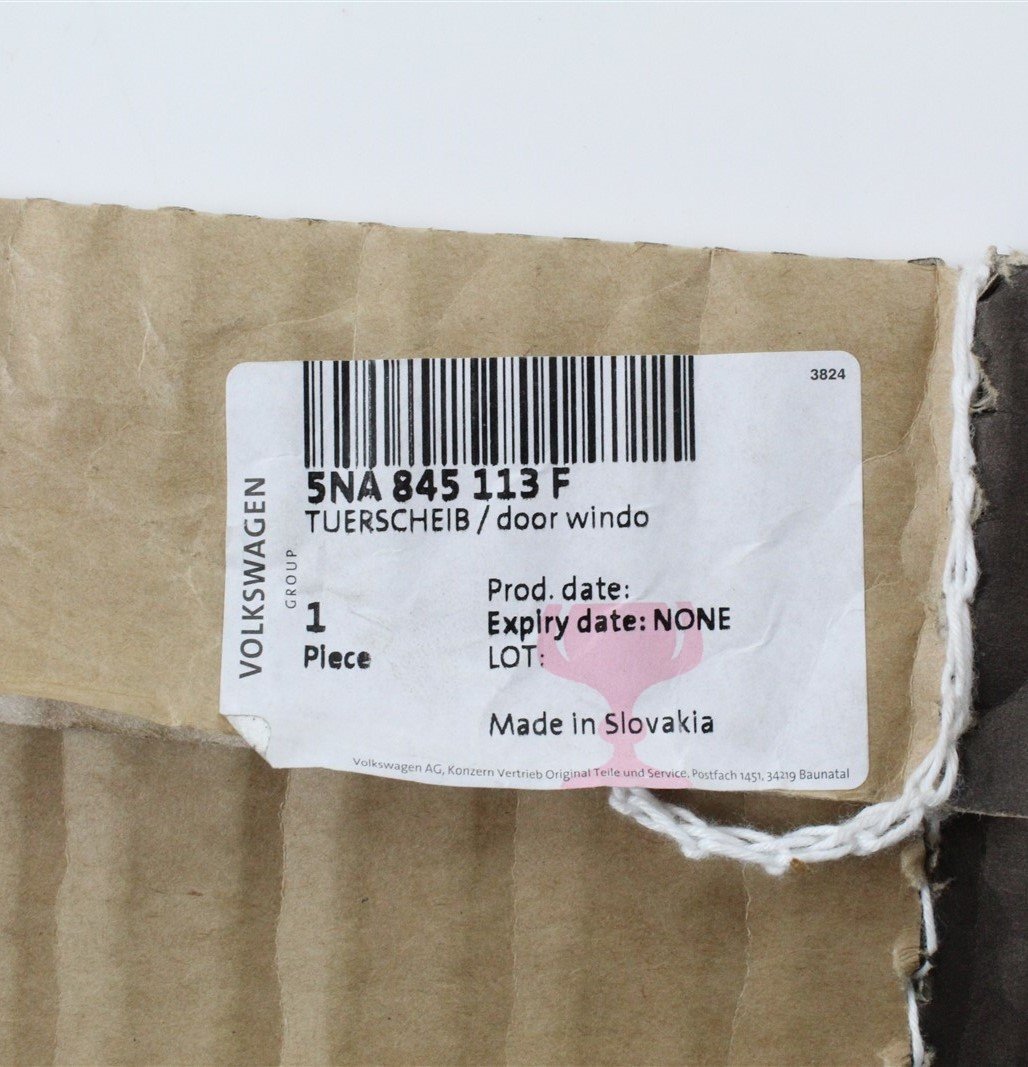 3824
5NA 845 113 F
TUERSCHEIB / door windo
VOLKSWAGEN
GROUP
1
Piece
Prod. date:
Expiry date: NONE
LOT:
Made in Slovakia
Volkswagen AG, Konzern Vertrieb Original Teile und Service, Postfach 1451, 34219 Baunatal